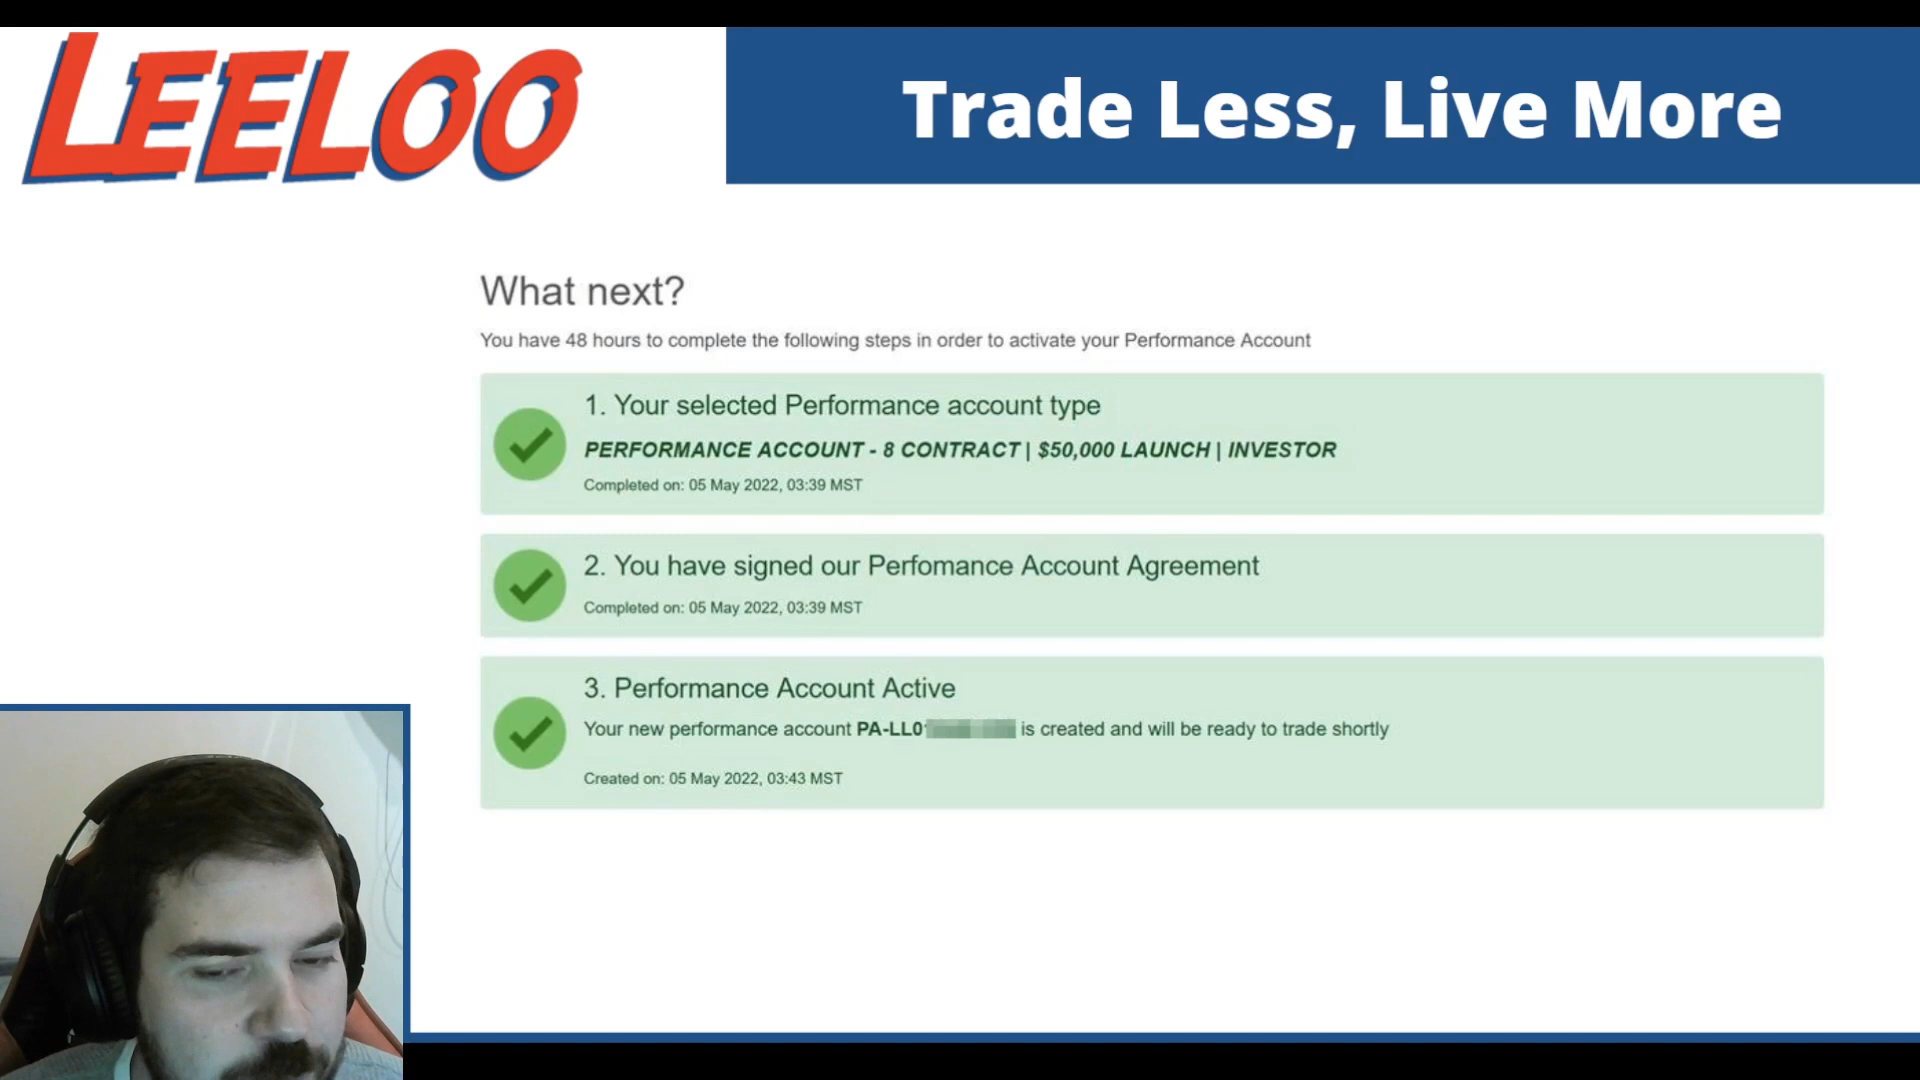 LEELOO
Trade Less, Live More
What next?
You have 48 hours to complete the following steps in order to activate your Performance Account
1. Your selected Performance account type
PERFORMANCE ACCOUNT - 8 CONTRACT | $50,000 LAUNCH | INVESTOR
Completed on: 05 May 2022, 03:39 MST
2. You have signed our Perfomance Account Agreement
Completed on: 05 May 2022, 03:39 MST
3. Performance Account Active
Your new performance account PA-LL0 is created and will be ready to trade shortly
Created on: 05 May 2022, 03:43 MST